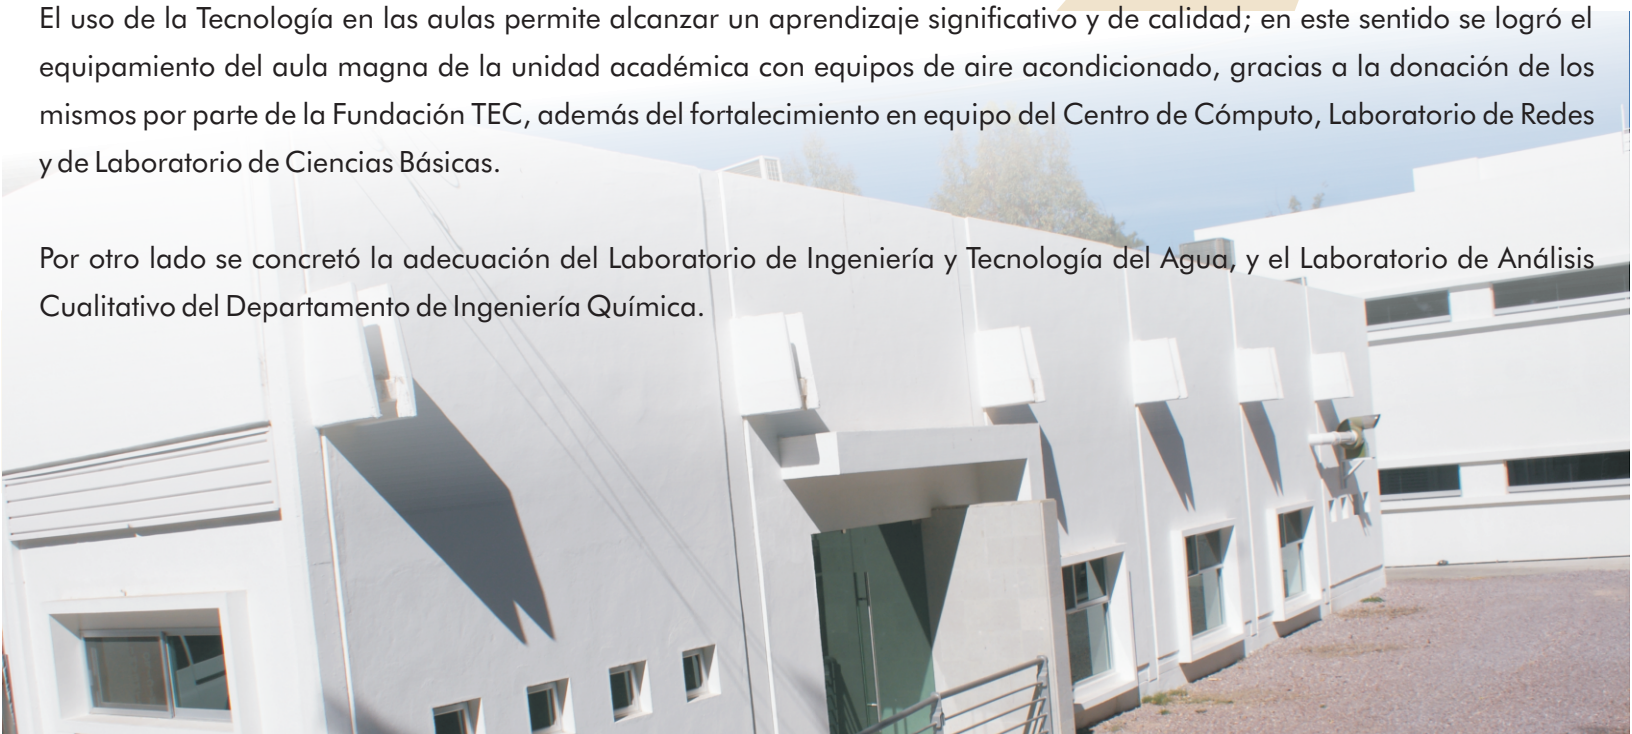 El uso de la Tecnología en las aulas permite alcanzar un aprendizaje significativo y de calidad; en este sentido se logró el
equipamiento del aula magna de la unidad académica con equipos de aire acondicionado, gracias a la donación de los
mismos por parte de la Fundación TEC, además del fortalecimiento en equipo del Centro de Cómputo, Laboratorio de Redes
y de Laboratorio de Ciencias Básicas.
Por otro lado se concretó la adecuación del Laboratorio de Ingeniería y Tecnología del Agua, y el Laboratorio de Análisis
Cualitativo del Departamento de Ingeniería Química.